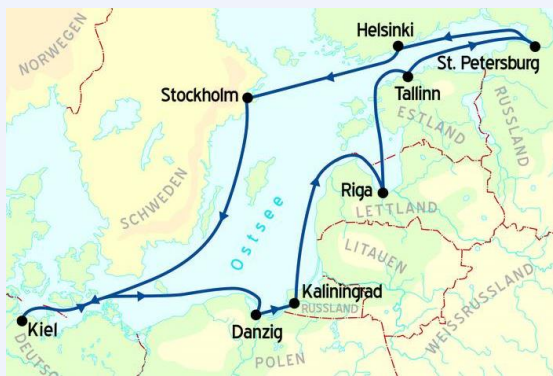 NORWEGEN
Helsinki
St. Petersburg
Tallinn
Stockholm
ESTLAND
RUSSLAND
SCHWEDEN
Riga
LETTLAND
Ostsee
LITAUEN
Kaliningrad
RUSSLAND
WEISSRUSSLAND
Kiel
Danzig
DEUTSC
POLEN